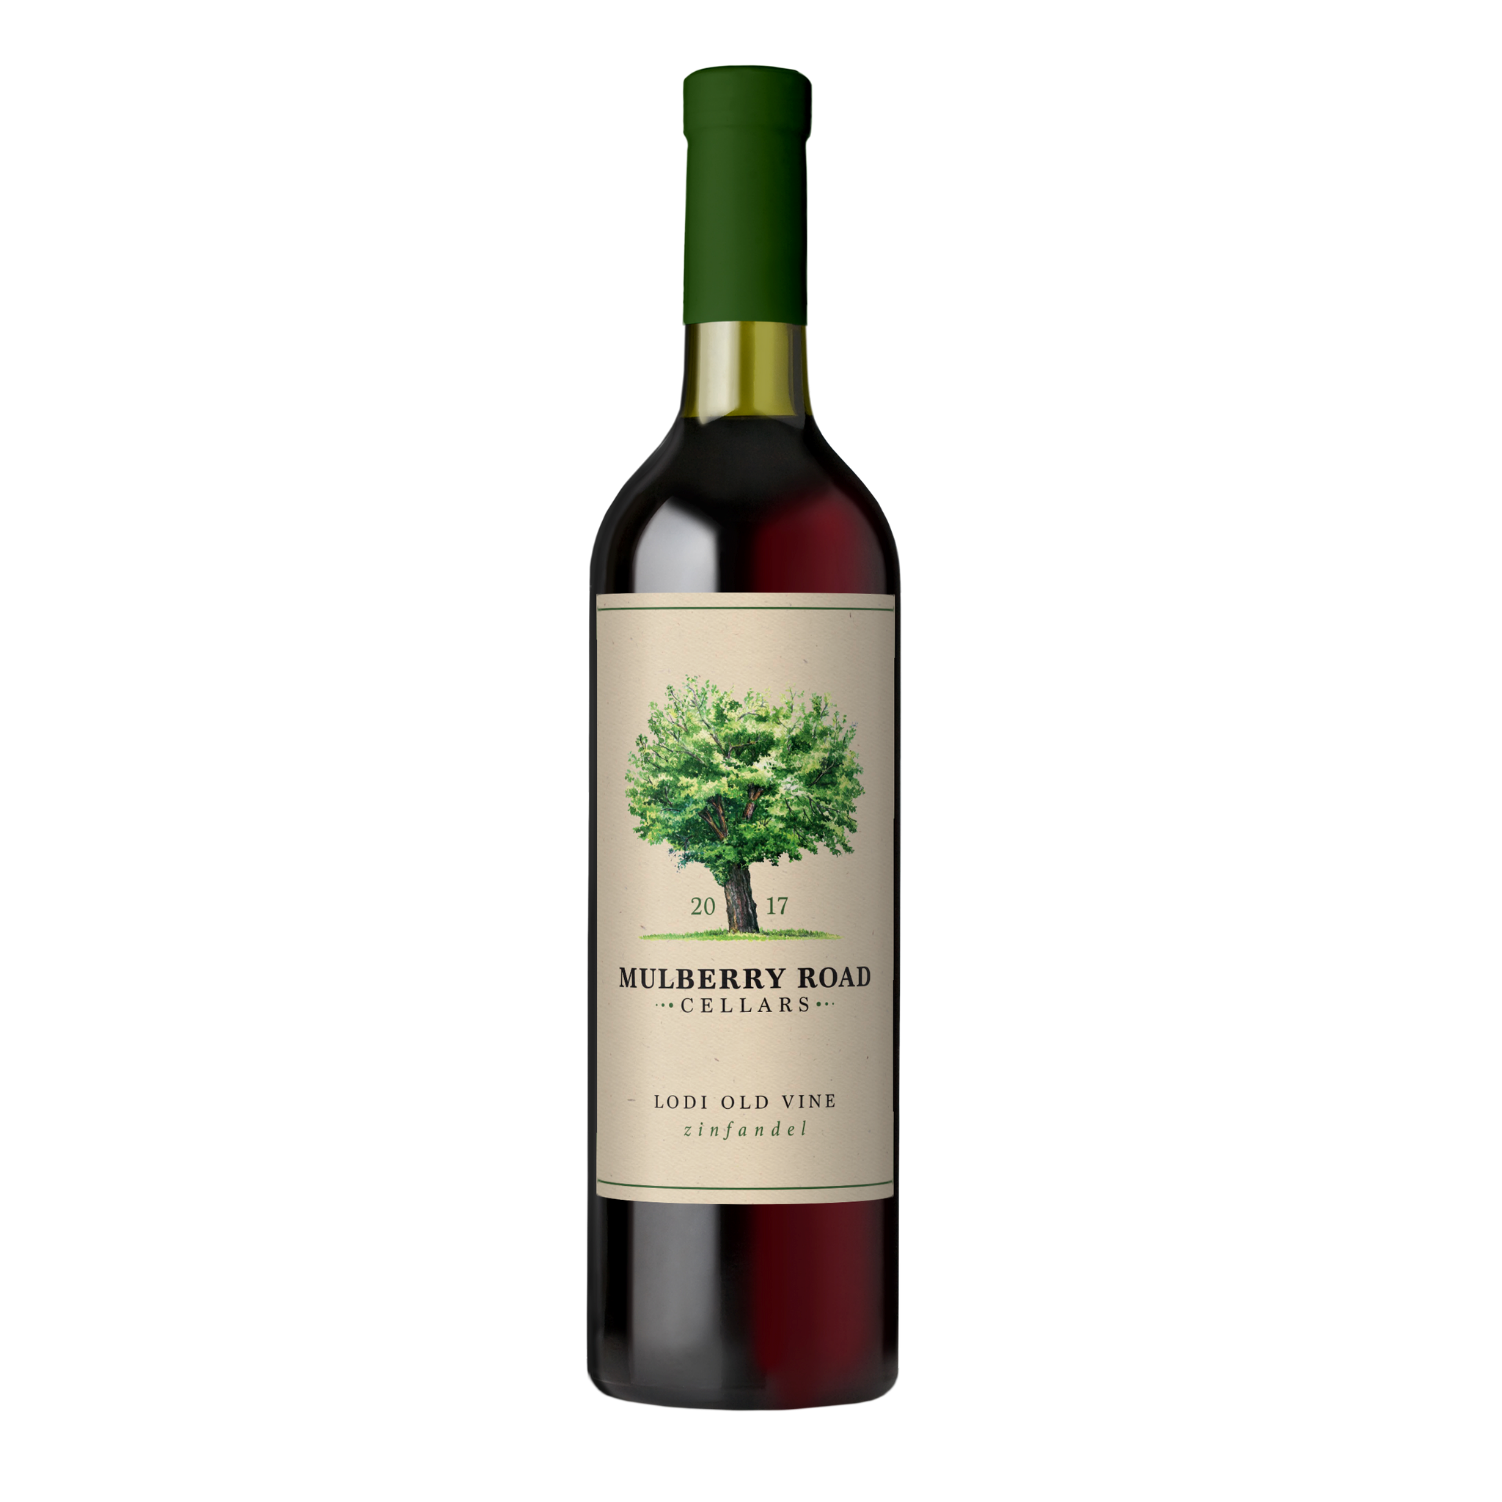 20 17
MULBERRY ROAD
CELLARS
LODI OLD VINE
zinfandel